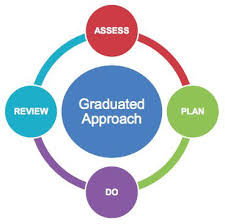 ASSESS
REVIEW
Graduated
Approach
PLAN
DO